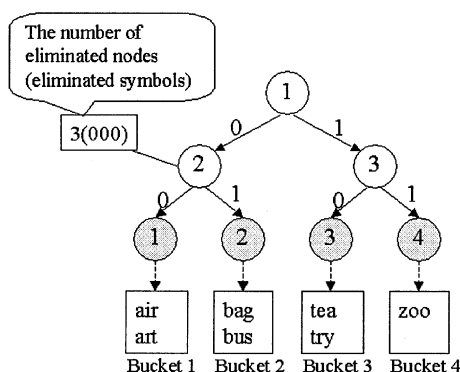 The number of
eliminated nodes
(eliminated symbols)
3(000)
1
0 1
2 3
0 1 0 1
1 2 3 4
air bag tea zoo
art bus try
Bucket 1 Bucket 2 Bucket 3 Bucket 4